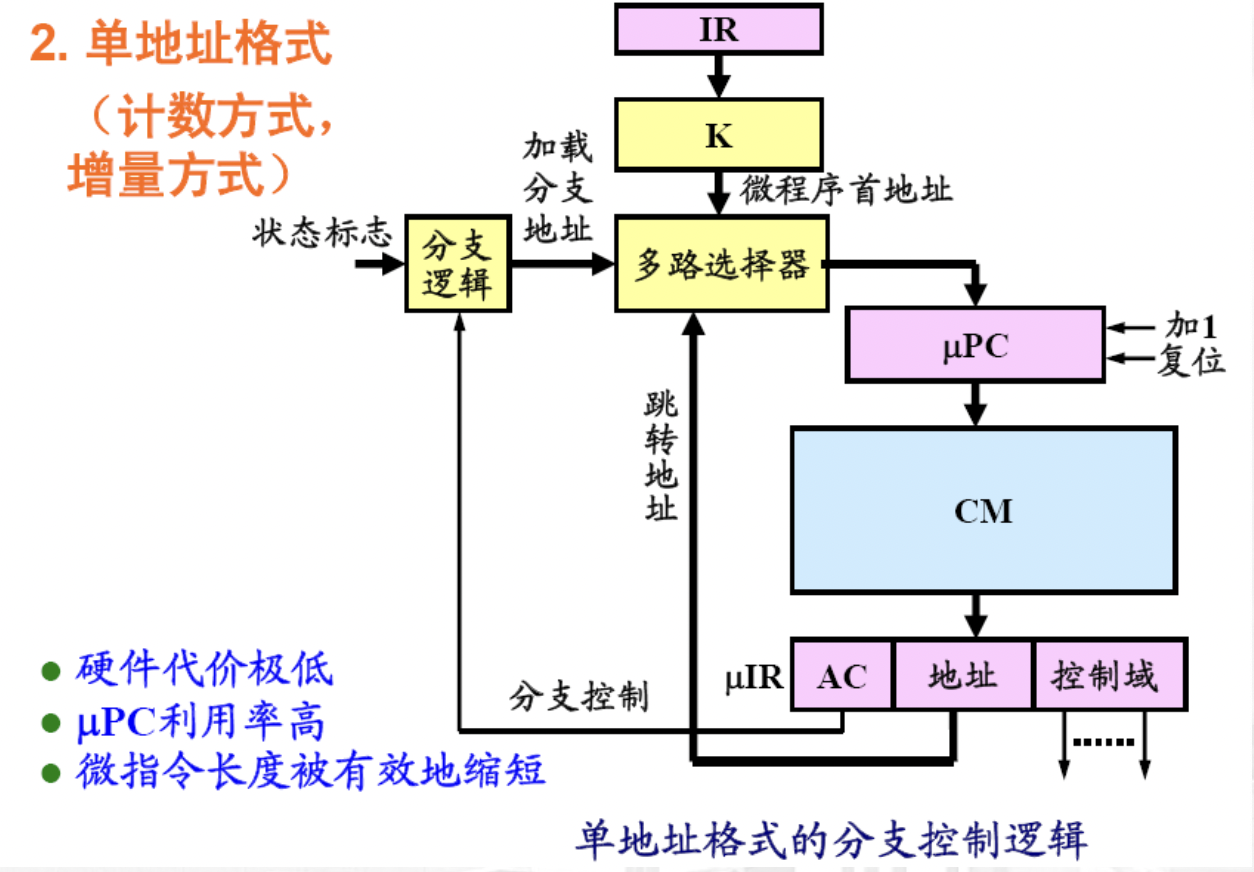 2. 单地址格式
（计数方式，
增量方式）
IR
K
微程序首地址
加载
分支
地址
状态标志
分支
逻辑
多路选择器
μPC
加1
复位
跳
转
地
址
CM
μIR
AC
地址
控制域
分支控制
......
● 硬件代价极低
● μPC利用率高
● 微指令长度被有效地缩短
单地址格式的分支控制逻辑